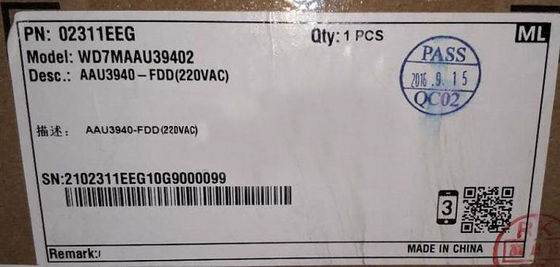 PN: 02311EEG Qty: 1 PCS ML
Model: WD7MAAU39402
Desc.: AAU3940-FDD(220VAC)
PASS
2016.9.15
QC02
描述: AAU3940-FDD(220VAC)
SN:2102311EEG10G9000099
3
Remark:
MADE IN CHINA